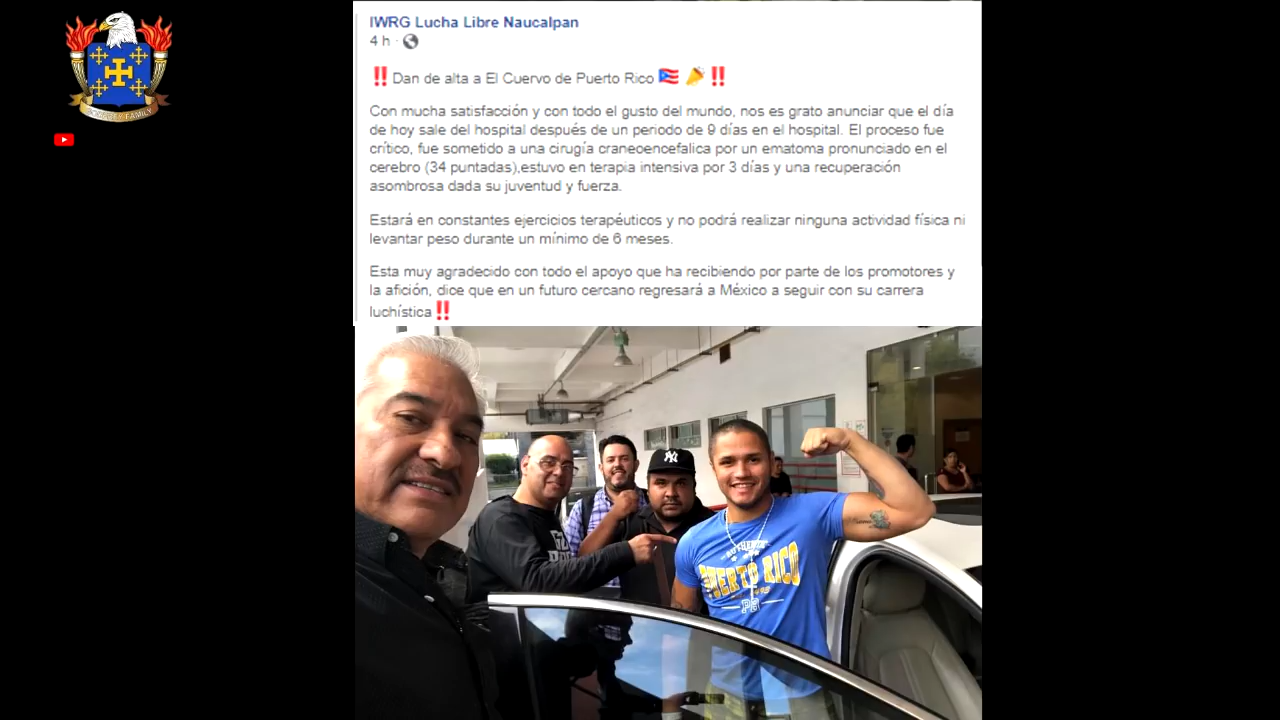 IWRG Lucha Libre Naucalpan
4 h ·
‼️Dan de alta a El Cuervo de Puerto Rico 🇵🇷 🎉‼️
Con mucha satisfacción y con todo el gusto del mundo, nos es grato anunciar que el día
de hoy sale del hospital después de un periodo de 9 días en el hospital. El proceso fue
crítico, fue sometido a una cirugía craneoencefalica por un ematoma pronunciado en el
cerebro (34 puntadas),estuvo en terapia intensiva por 3 días y una recuperación
asombrosa dada su juventud y fuerza.
Estará en constantes ejercicios terapéuticos y no podrá realizar ninguna actividad física ni
levantar peso durante un mínimo de 6 meses.
Esta muy agradecido con todo el apoyo que ha recibiendo por parte de los promotores y
la afición, dice que en un futuro cercano regresará a México a seguir con su carrera
luchística‼️
NY
AUTHENTIC
PUERTO RICO
PR